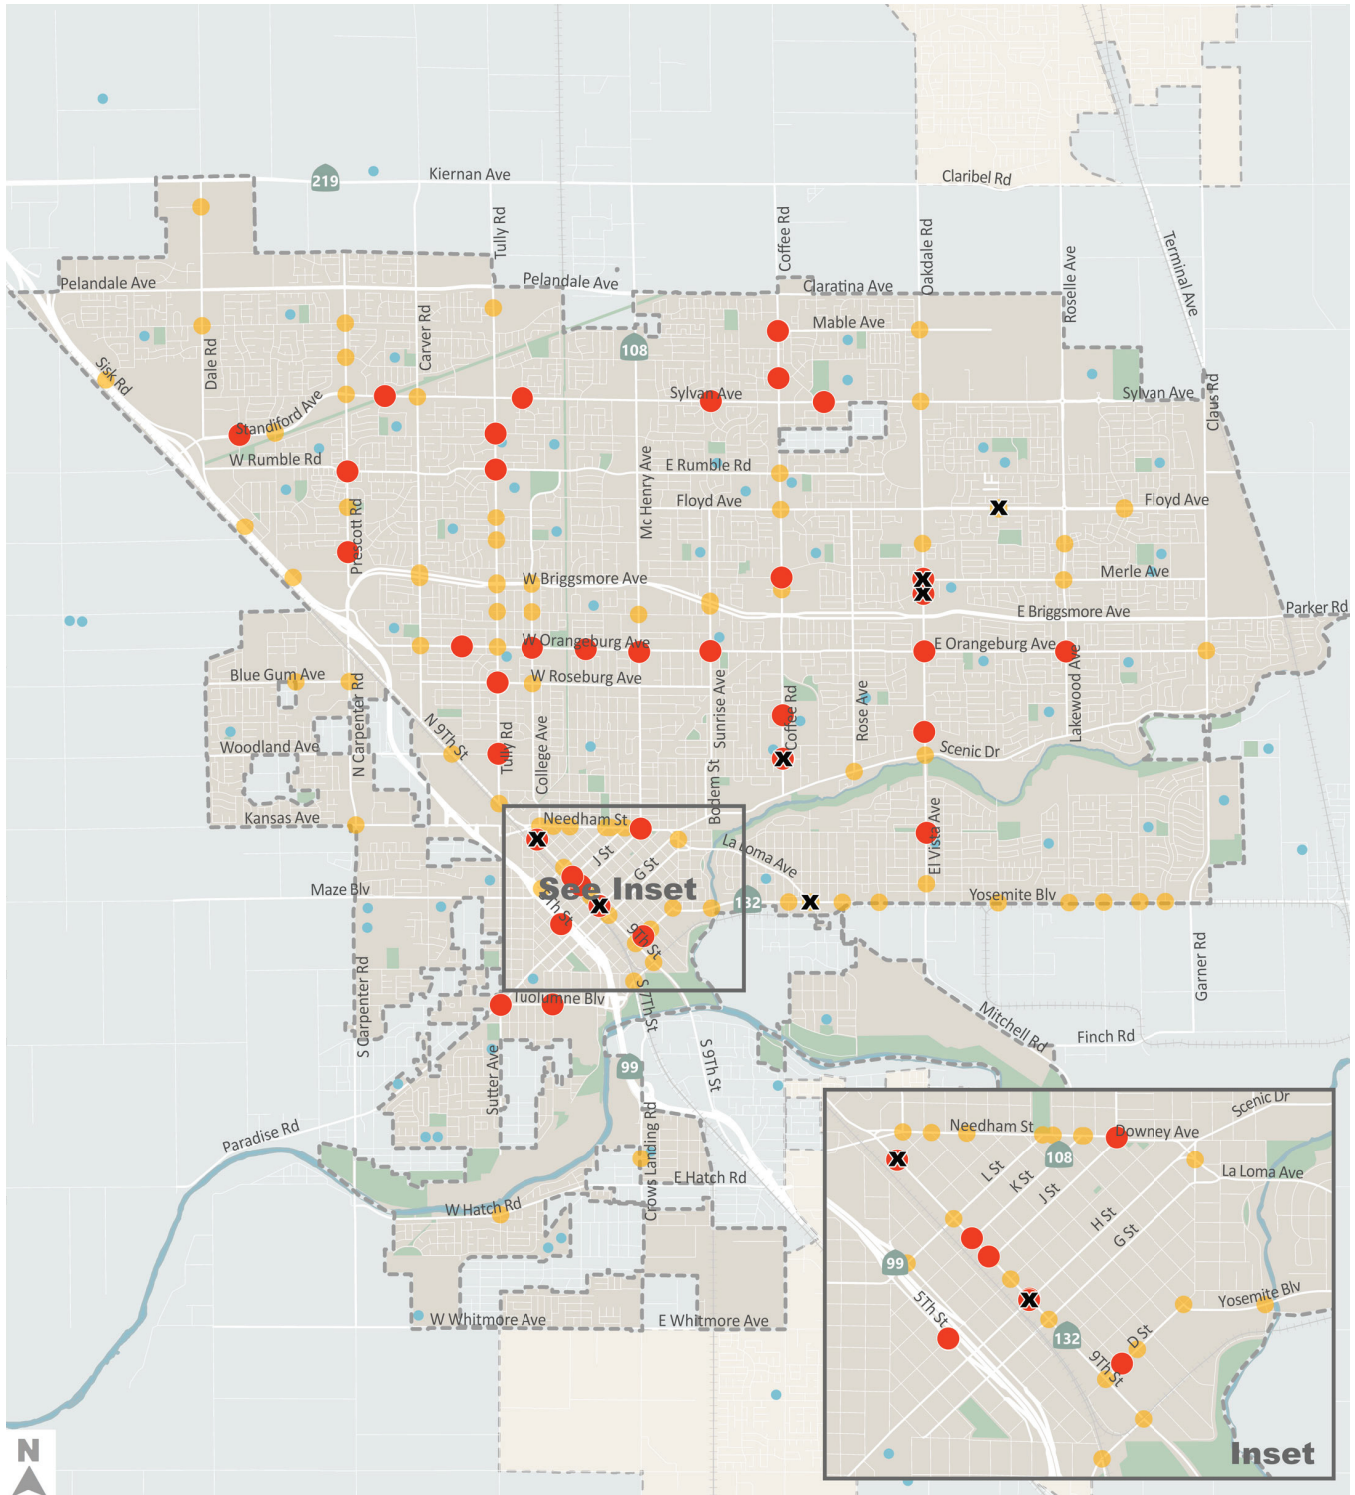 219
Kiernan Ave
Claribel Rd
Tully Rd
Coffee Rd
Oakdale Rd
Roselle Ave
Terminal Ave
Pelandale Ave
Pelandale Ave
Claratina Ave
Mable Ave
Carver Rd
Dale Rd
Sisk Rd
108
Standiford Ave
Sylvan Ave
Sylvan Ave
Claus Rd
W Rumble Rd
E Rumble Rd
Mc Henry Ave
Floyd Ave
Floyd Ave
Prescott Rd
W Briggsmore Ave
Merle Ave
E Briggsmore Ave
Parker Rd
W Orangeburg Ave
E Orangeburg Ave
Blue Gum Ave
W Roseburg Ave
N Carpenter Rd
N 9Th St
Tully Rd
College Ave
Sunrise Ave
Coffee Rd
Rose Ave
Lakewood Ave
Woodland Ave
Scenic Dr
Bodem St
Kansas Ave
Needham St
La Loma Ave
El Vista Ave
J St
G St
Maze Blv
See Inset
132
Yosemite Blv
7Th St
9Th St
Garner Rd
S Carpenter Rd
Tuolumne Blv
S 7Th St
Mitchell Rd
Finch Rd
S 9Th St
Sutter Ave
99
Paradise Rd
Crows Landing Rd
E Hatch Rd
W Hatch Rd
W Whitmore Ave
E Whitmore Ave
Scenic Dr
Needham St
Downey Ave
108
La Loma Ave
L St
K St
J St
H St
G St
99
5Th St
132
D St
9Th St
Yosemite Blv
Inset
N